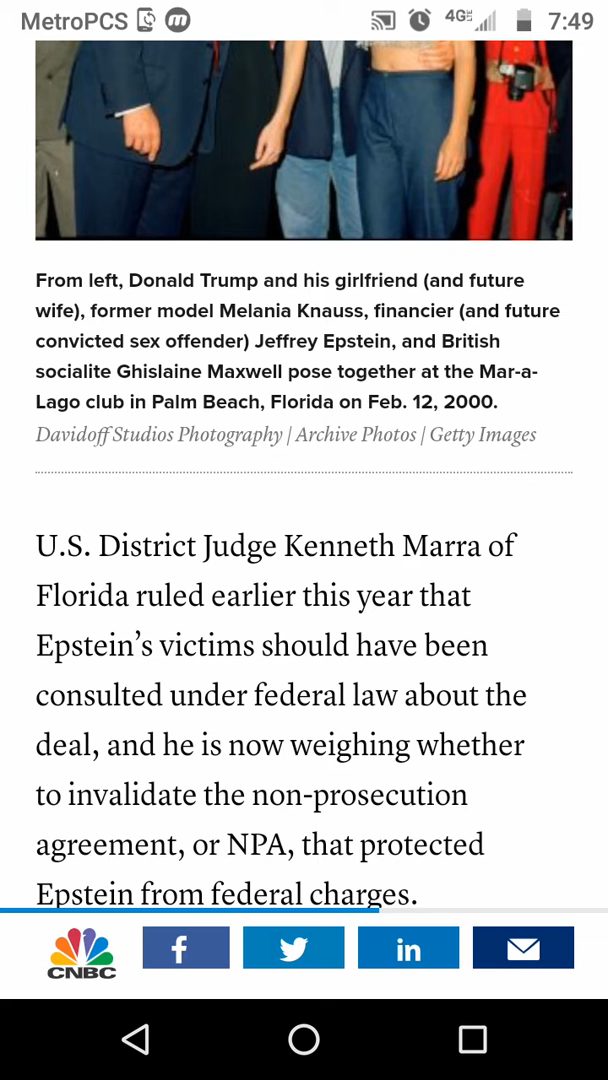 MetroPCS 4G LTE 7:49
From left, Donald Trump and his girlfriend (and future
wife), former model Melania Knauss, financier (and future
convicted sex offender) Jeffrey Epstein, and British
socialite Ghislaine Maxwell pose together at the Mar-a-
Lago club in Palm Beach, Florida on Feb. 12, 2000.
Davidoff Studios Photography | Archive Photos | Getty Images
U.S. District Judge Kenneth Marra of
Florida ruled earlier this year that
Epstein’s victims should have been
consulted under federal law about the
deal, and he is now weighing whether
to invalidate the non-prosecution
agreement, or NPA, that protected
Epstein from federal charges.
CNBC f in